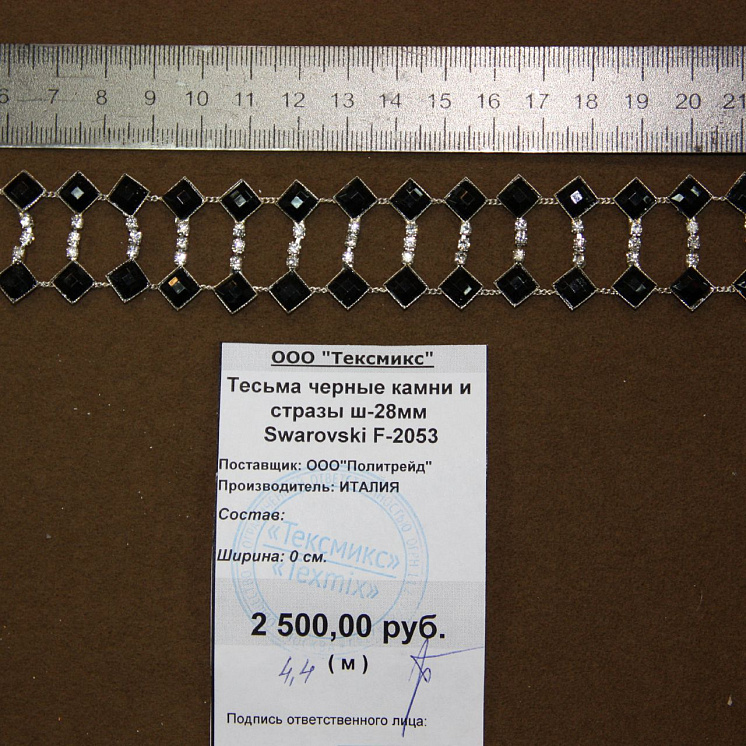 6 7 8 9 10 11 12 13 14 15 16 17 18 19 20 21
ООО "Тексмикс"
Тесьма черные камни и
стразы ш-28мм
Swarovski F-2053
Поставщик: ООО"Политрейд"
Производитель: ИТАЛИЯ
Состав:
«Тексмикс»
Ширина: 0 см.
«Texmix»
2 500,00 руб.
4,4 ( м )
Подпись ответственного лица: